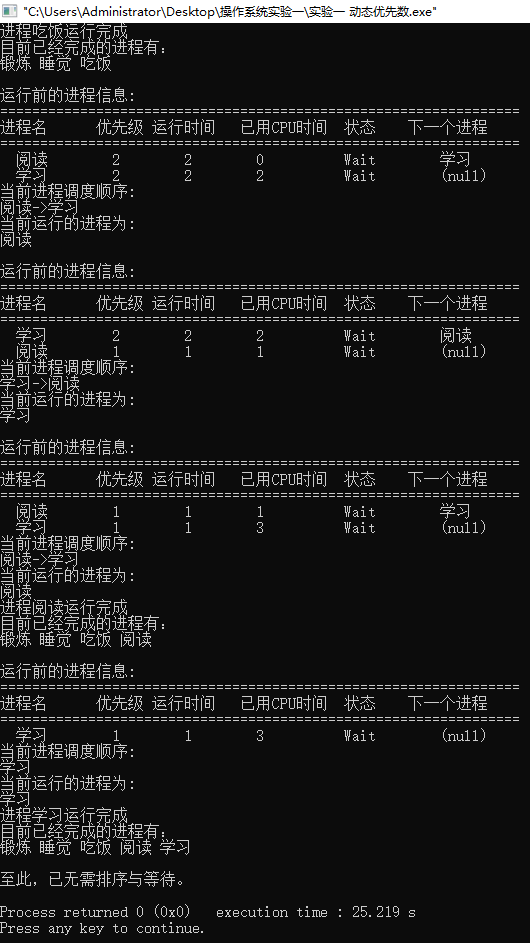 "C:\Users\Administrator\Desktop\操作系统实验一\实验一 动态优先数.exe"
进程吃饭运行完成
目前已经完成的进程有:
锻炼 睡觉 吃饭
运行前的进程信息:
=================================================================
进程名 优先级 运行时间 已用CPU时间 状态 下一个进程
=================================================================
阅读 2 2 0 Wait 学习
学习 2 2 2 Wait (null)
当前进程调度顺序:
阅读->学习
当前运行的进程为:
阅读
运行前的进程信息:
=================================================================
进程名 优先级 运行时间 已用CPU时间 状态 下一个进程
=================================================================
学习 2 2 2 Wait 阅读
阅读 1 1 1 Wait (null)
当前进程调度顺序:
学习->阅读
当前运行的进程为:
学习
运行前的进程信息:
=================================================================
进程名 优先级 运行时间 已用CPU时间 状态 下一个进程
=================================================================
阅读 1 1 1 Wait 学习
学习 1 1 3 Wait (null)
当前进程调度顺序:
阅读->学习
当前运行的进程为:
阅读
进程阅读运行完成
目前已经完成的进程有:
锻炼 睡觉 吃饭 阅读
运行前的进程信息:
=================================================================
进程名 优先级 运行时间 已用CPU时间 状态 下一个进程
=================================================================
学习 1 1 3 Wait (null)
当前进程调度顺序:
学习
当前运行的进程为:
学习
进程学习运行完成
目前已经完成的进程有:
锻炼 睡觉 吃饭 阅读 学习
至此，已无需排序与等待。
Process returned 0 (0x0) execution time : 25.219 s
Press any key to continue.